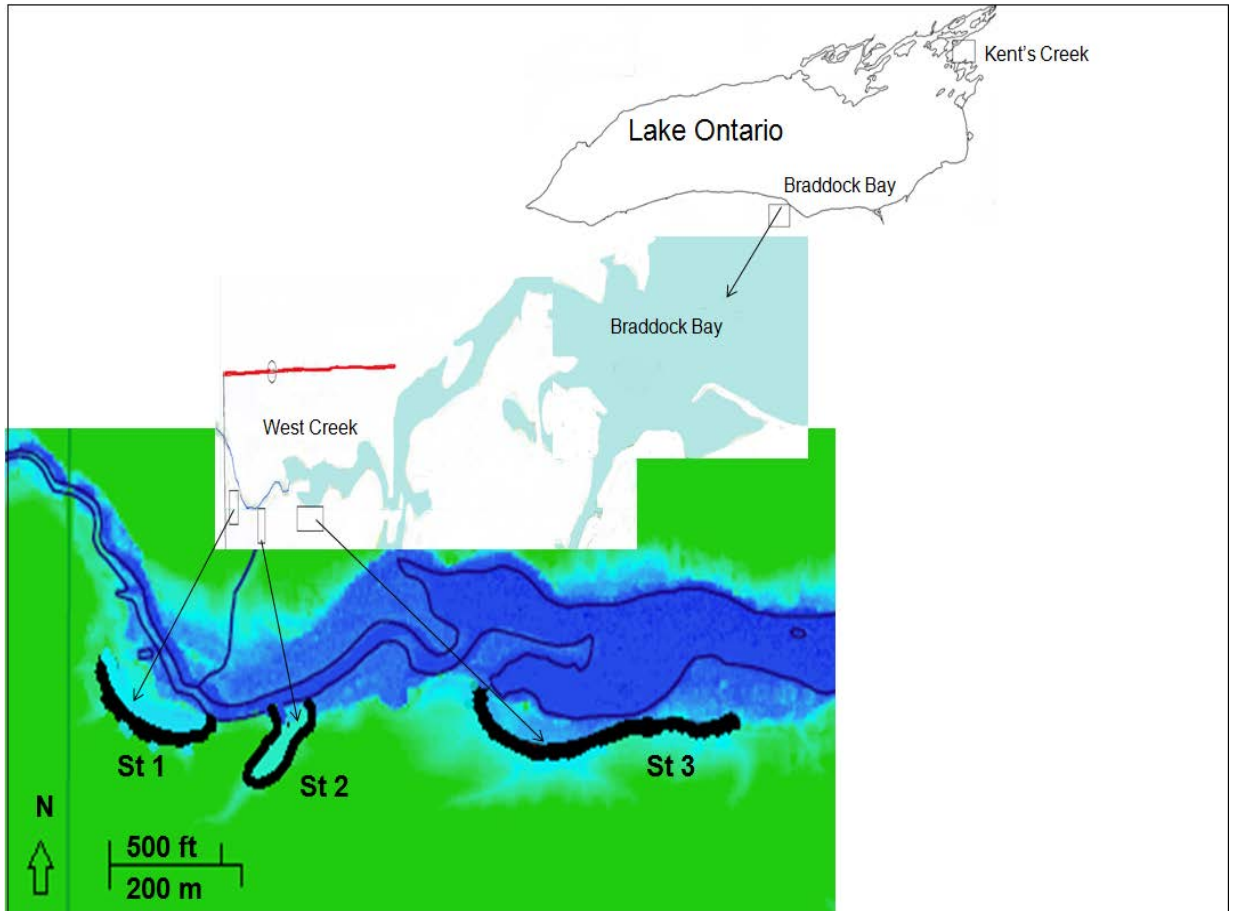 Kent's Creek
Lake Ontario
Braddock Bay
Braddock Bay
West Creek
St 1
St 2
St 3
N
500 ft
200 m